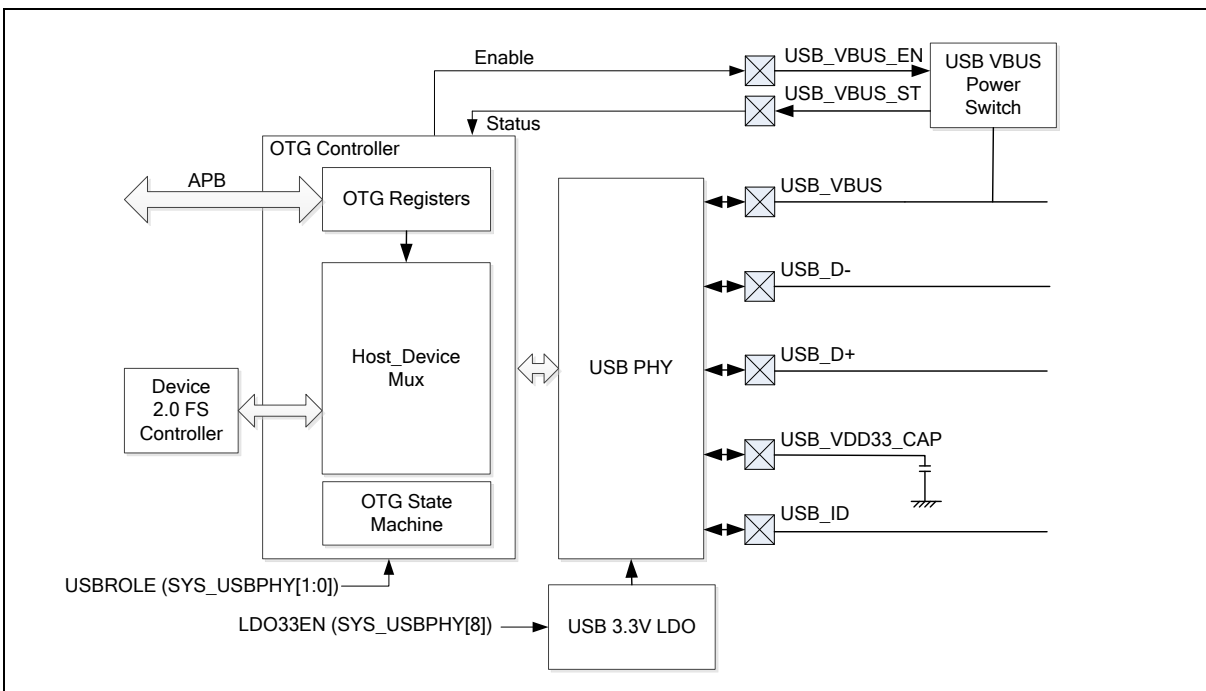 Enable
USB_VBUS_EN
USB VBUS
Power
Switch
USB_VBUS_ST
Status
OTG Controller
APB
OTG Registers
USB_VBUS
USB_D-
Host_Device
Mux
USB PHY
USB_D+
Device
2.0 FS
Controller
USB_VDD33_CAP
OTG State
Machine
USB_ID
USBROLE (SYS_USBPHY[1:0])
LDO33EN (SYS_USBPHY[8])
USB 3.3V LDO